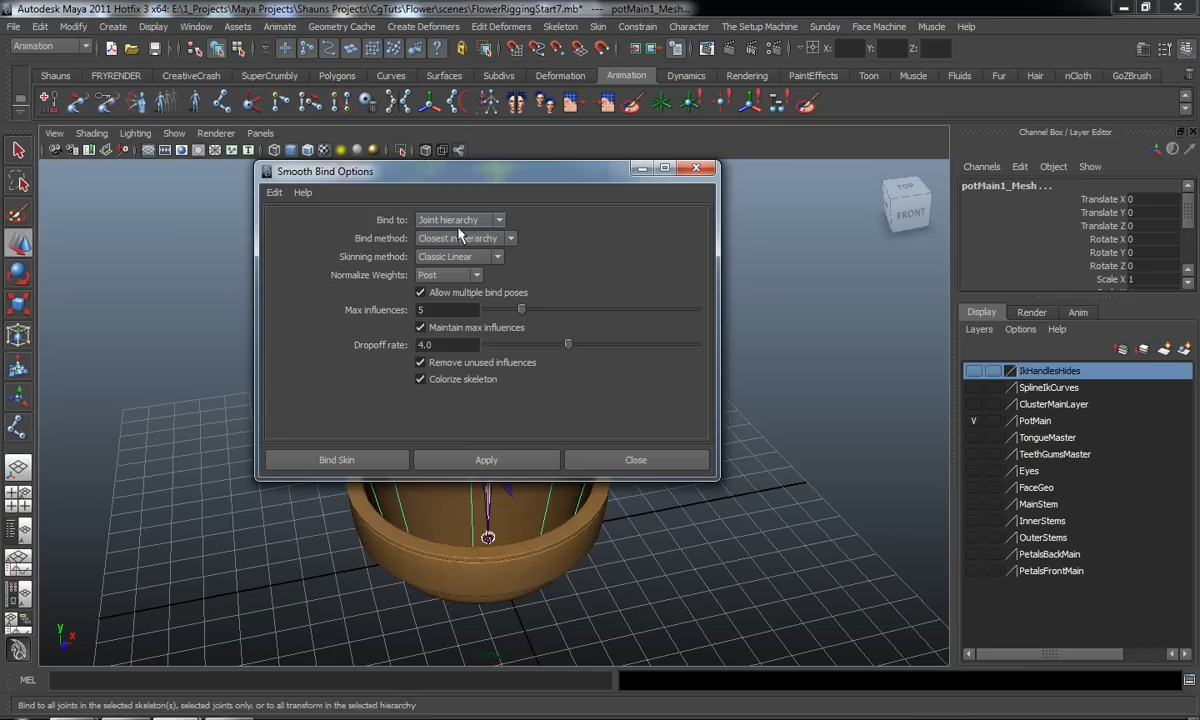 Autodesk Maya 2011 Hotfix 3 x64: E:\1_Projects\Maya Projects\Shauns Projects\CgTuts\Flower\scenes\FlowerRiggingStart7.mb* --- potMain1_Mesh...
File Edit Modify Create Display Window Assets Animate Geometry Cache Create Deformers Edit Deformers Skeleton Skin Constrain Character The Setup Machine Face Machine Muscle Help
Animation X: Y: Z:
Shauns FRYRENDER CreativeCrash SuperCrumbly Polygons Curves Surfaces Subdivs Deformation Animation Dynamics Rendering PaintEffects Toon Muscle Fluids Fur Hair nCloth GoZBrush
View Shading Lighting Show Renderer Panels
Channel Box / Layer Editor
Channels Edit Object Show
potMain1_Mesh...
Translate X 0
Translate Y 0
Translate Z 0
Rotate X 0
Rotate Y 0
Rotate Z 0
Scale X 1
TOP
FRONT
Smooth Bind Options
Edit Help
Bind to: Joint hierarchy
Bind method: Closest in hierarchy
Skinning method: Classic Linear
Normalize Weights: Post
Allow multiple bind poses
Max influences: 5
Maintain max influences
Dropoff rate: 4.0
Remove unused influences
Colorize skeleton
Bind Skin Apply Close
Display Render Anim
Layers Options Help
IkHandlesHides
SplineIkCurves
ClusterMainLayer
V PotMain
TongueMaster
TeethGumsMaster
Eyes
FaceGeo
MainStem
InnerStems
OuterStems
PetalsBackMain
PetalsFrontMain
y
x
persp
MEL
Bind to all joints in the selected skeleton(s), selected joints only, or to all transform in the selected hierarchy